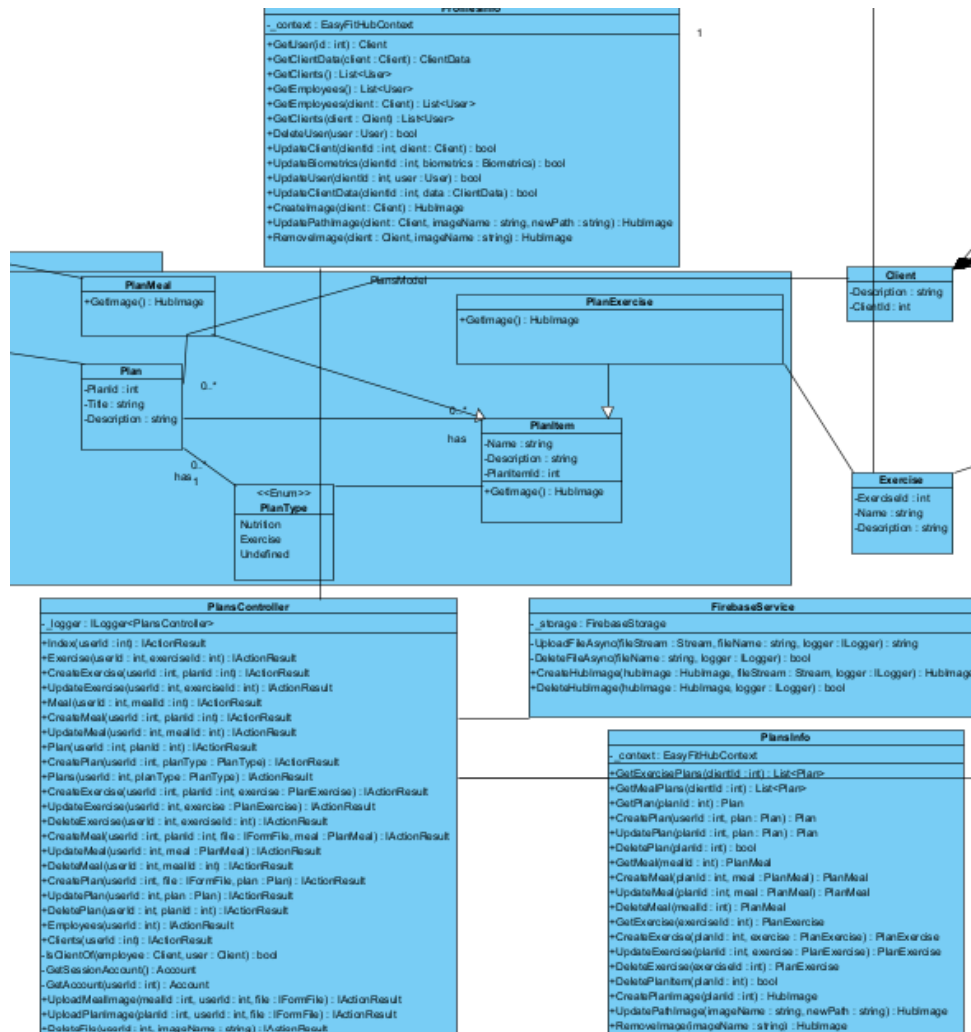 ProfilesInfo
-_context : EasyFitHubContext
+GetUser(id : int) : Client
+GetClientData(client : Client) : ClientData
+GetClients() : List<User>
+GetEmployees() : List<User>
+GetEmployees(client : Client) : List<User>
+GetClients(client : Client) : List<User>
+DeleteUser(user : User) : bool
+UpdateClient(clientId : int, client : Client) : bool
+UpdateBiometrics(clientId : int, biometrics : Biometrics) : bool
+UpdateUser(clientId : int, user : User) : bool
+UpdateClientData(clientId : int, data : ClientData) : bool
+CreateImage(client : Client) : HubImage
+UpdatePathImage(client : Client, imageName : string, newPath : string) : HubImage
+RemoveImage(client : Client, imageName : string) : HubImage
1
PlansModel
PlanMeal
+GetImage() : HubImage
PlanExercise
+GetImage() : HubImage
Client
-Description : string
-ClientId : int
Plan
-PlanId : int
-Title : string
-Description : string
0..*
0..*
has
PlanItem
-Name : string
-Description : string
-PlanItemId : int
+GetImage() : HubImage
0..*
has
1
<<Enum>>
PlanType
Nutrition
Exercise
Undefined
Exercise
-ExerciseId : int
-Name : string
-Description : string
PlansController
-_logger : ILogger<PlansController>
+Index(userId : int) : IActionResult
+Exercise(userId : int, exerciseId : int) : IActionResult
+CreateExercise(userId : int, planId : int) : IActionResult
+UpdateExercise(userId : int, exerciseId : int) : IActionResult
+Meal(userId : int, mealId : int) : IActionResult
+CreateMeal(userId : int, planId : int) : IActionResult
+UpdateMeal(userId : int, mealId : int) : IActionResult
+Plan(userId : int, planId : int) : IActionResult
+CreatePlan(userId : int, planType : PlanType) : IActionResult
+Plans(userId : int, planType : PlanType) : IActionResult
+CreateExercise(userId : int, planId : int, exercise : PlanExercise) : IActionResult
+UpdateExercise(userId : int, exercise : PlanExercise) : IActionResult
+DeleteExercise(userId : int, exerciseId : int) : IActionResult
+CreateMeal(userId : int, planId : int, file : IFormFile, meal : PlanMeal) : IActionResult
+UpdateMeal(userId : int, meal : PlanMeal) : IActionResult
+DeleteMeal(userId : int, mealId : int) : IActionResult
+CreatePlan(userId : int, file : IFormFile, plan : Plan) : IActionResult
+UpdatePlan(userId : int, plan : Plan) : IActionResult
+DeletePlan(userId : int, planId : int) : IActionResult
+Employees(userId : int) : IActionResult
+Clients(userId : int) : IActionResult
-IsClientOf(employee : Client, user : Client) : bool
-GetSessionAccount() : Account
-GetAccount(userId : int) : Account
+UploadMealImage(mealId : int, userId : int, file : IFormFile) : IActionResult
+UploadPlanImage(planId : int, userId : int, file : IFormFile) : IActionResult
+DeleteFile(userId : int, imageName : string) : IActionResult
FirebaseService
-_storage : FirebaseStorage
-UploadFileAsync(fileStream : Stream, fileName : string, logger : ILogger) : string
-DeleteFileAsync(fileName : string, logger : ILogger) : bool
+CreateHubImage(hubImage : HubImage, fileStream : Stream, logger : ILogger) : HubImage
+DeleteHubImage(hubImage : HubImage, logger : ILogger) : bool
PlansInfo
-_context : EasyFitHubContext
+GetExercisePlans(clientId : int) : List<Plan>
+GetMealPlans(clientId : int) : List<Plan>
+GetPlan(planId : int) : Plan
+CreatePlan(userId : int, plan : Plan) : Plan
+UpdatePlan(planId : int, plan : Plan) : Plan
+DeletePlan(planId : int) : bool
+GetMeal(mealId : int) : PlanMeal
+CreateMeal(planId : int, meal : PlanMeal) : PlanMeal
+UpdateMeal(planId : int, meal : PlanMeal) : PlanMeal
+DeleteMeal(mealId : int) : PlanMeal
+GetExercise(exerciseId : int) : PlanExercise
+CreateExercise(planId : int, exercise : PlanExercise) : PlanExercise
+UpdateExercise(planId : int, exercise : PlanExercise) : PlanExercise
+DeleteExercise(exerciseId : int) : PlanExercise
+DeletePlanItem(planId : int) : bool
+CreatePlanImage(planId : int) : HubImage
+UpdatePathImage(imageName : string, newPath : string) : HubImage
+RemoveImage(imageName : string) : HubImage